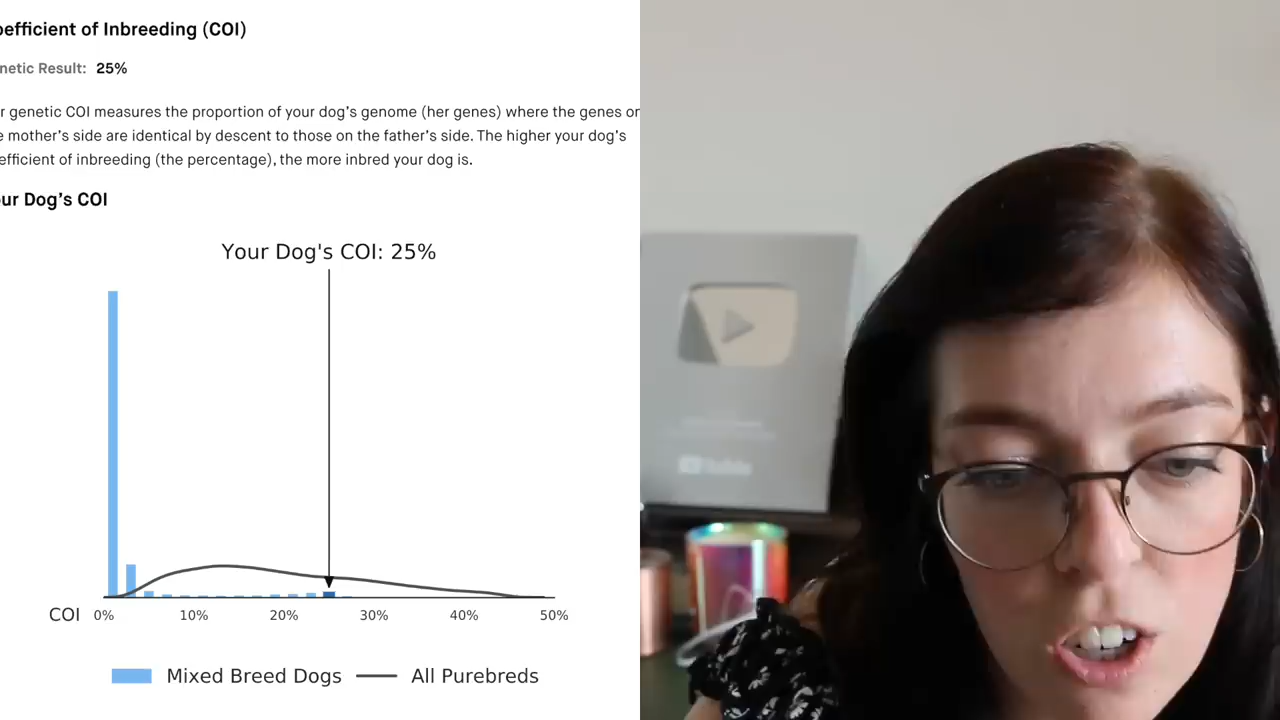 oefficient of Inbreeding (COI)
netic Result: 25%
r genetic COI measures the proportion of your dog's genome (her genes) where the genes on
e mother's side are identical by descent to those on the father's side. The higher your dog's
efficient of inbreeding (the percentage), the more inbred your dog is.
ur Dog's COI
Your Dog's COI: 25%
COI 0% 10% 20% 30% 40% 50%
Mixed Breed Dogs All Purebreds
YouTube